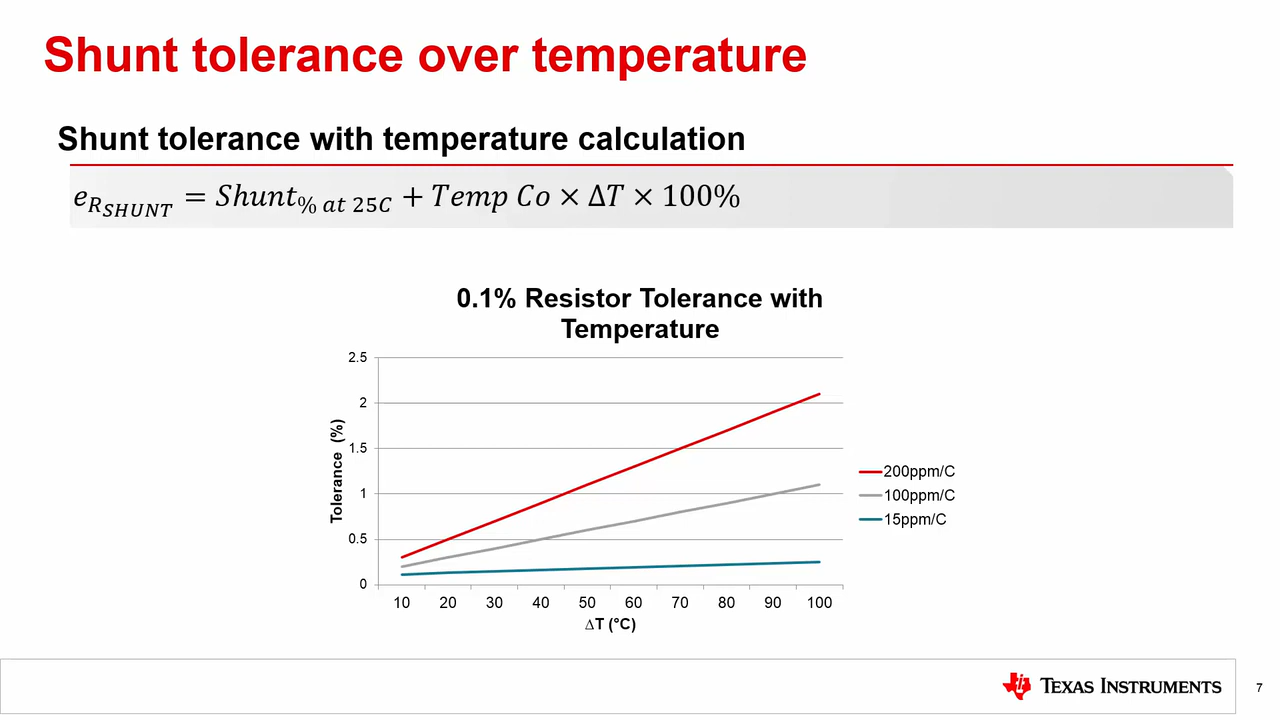 Shunt tolerance over temperature
Shunt tolerance with temperature calculation
e_{R_{SHUNT}} = Shunt_{% at 25C} + Temp Co × ΔT × 100%
0.1% Resistor Tolerance with
Temperature
2.5
2
1.5
1
0.5
0
Tolerance (%)
10 20 30 40 50 60 70 80 90 100
∆T (°C)
200ppm/C
100ppm/C
15ppm/C
TEXAS INSTRUMENTS
7